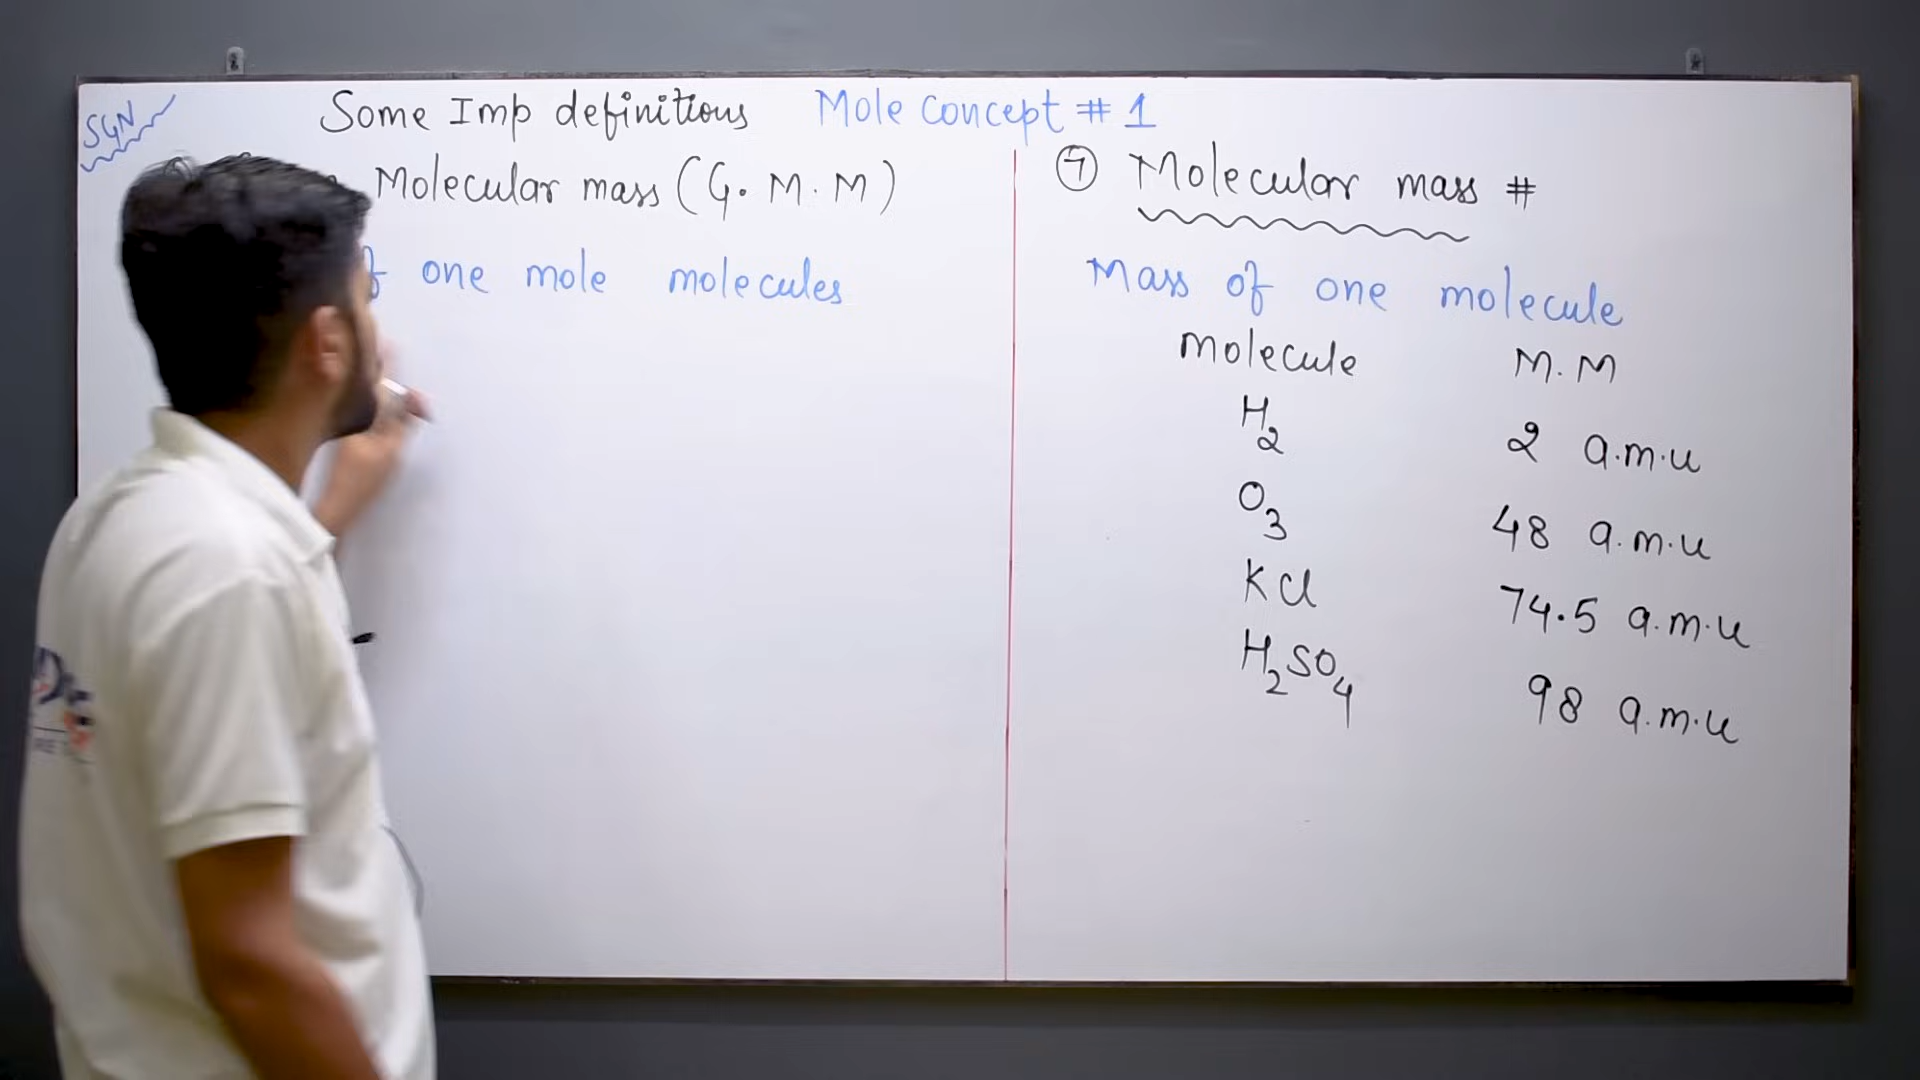 SGN
Some Imp definitions Mole Concept # 1
Molecular mass (G.M.M)
one mole molecules
⑦ Molecular mass #
Mass of one molecule
molecule M.M
H2 2 a.m.u
O3 48 a.m.u
KCl 74.5 a.m.u
H2SO4 98 a.m.u